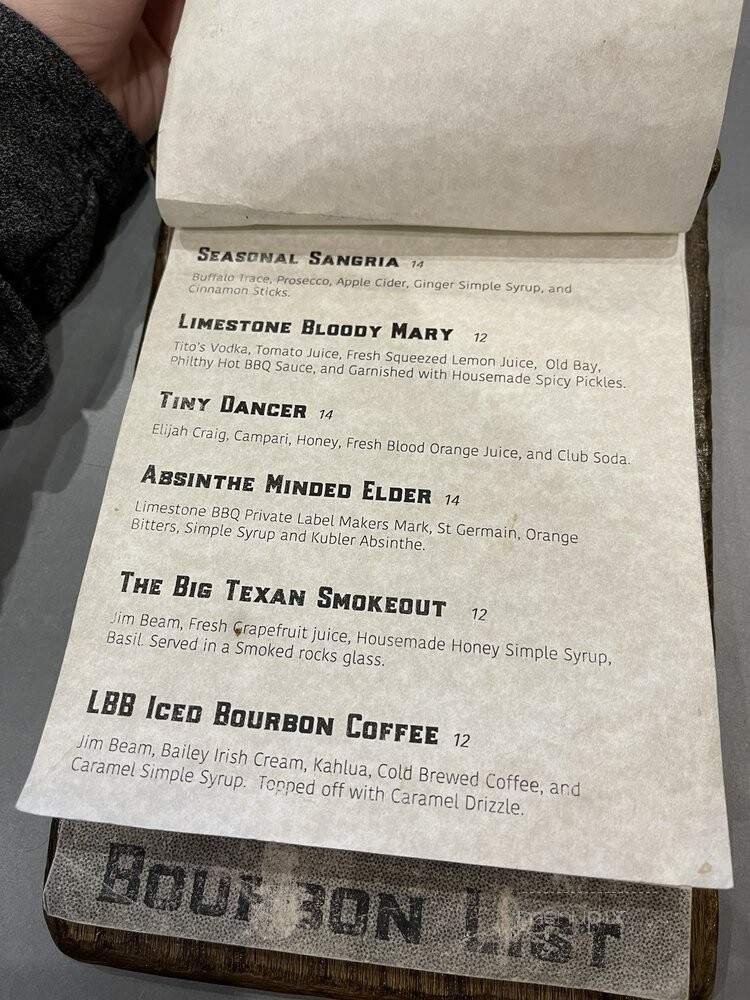 Seasonal Sangria 14
Buffalo Trace, Prosecco, Apple Cider, Ginger Simple Syrup, and
Cinnamon Sticks.
Limestone Bloody Mary 12
Tito's Vodka, Tomato Juice, Fresh Squeezed Lemon Juice, Old Bay,
Philthy Hot BBQ Sauce, and Garnished with Housemade Spicy Pickles.
Tiny Dancer 14
Elijah Craig, Campari, Honey, Fresh Blood Orange Juice, and Club Soda.
Absinthe Minded Elder 14
Limestone BBQ Private Label Makers Mark, St Germain, Orange
Bitters, Simple Syrup and Kubler Absinthe.
The Big Texan Smokeout 12
Jim Beam, Fresh Grapefruit juice, Housemade Honey Simple Syrup,
Basil. Served in a Smoked rocks glass.
LBB Iced Bourbon Coffee 12
Jim Beam, Bailey Irish Cream, Kahlua, Cold Brewed Coffee, and
Caramel Simple Syrup. Topped off with Caramel Drizzle.
Bourbon List